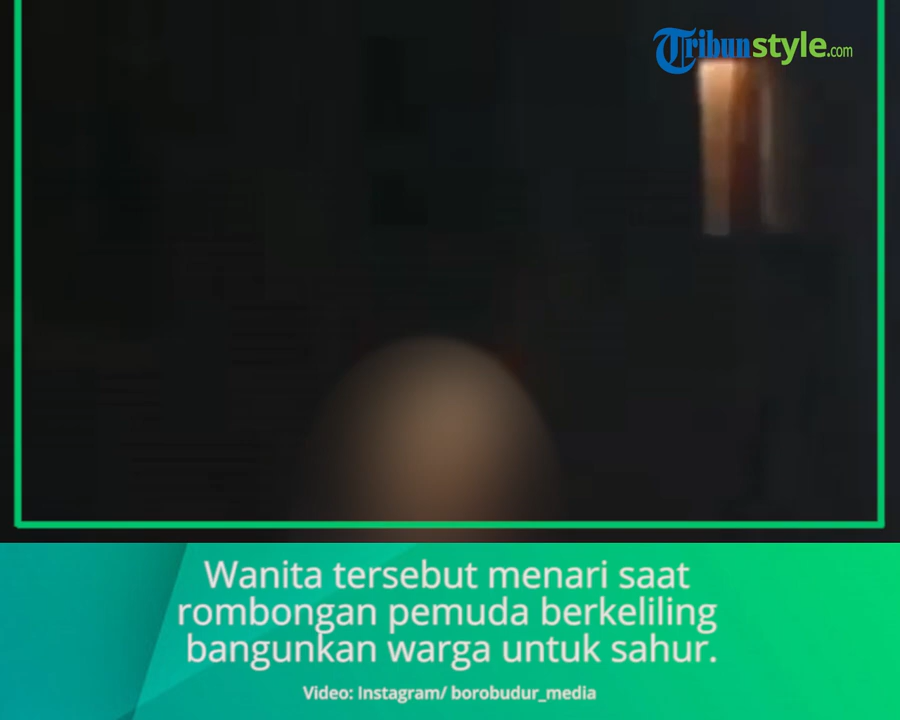 Tribunstyle.com
Wanita tersebut menari saat
rombongan pemuda berkeliling
bangunkan warga untuk sahur.
Video: Instagram/ borobudur_media